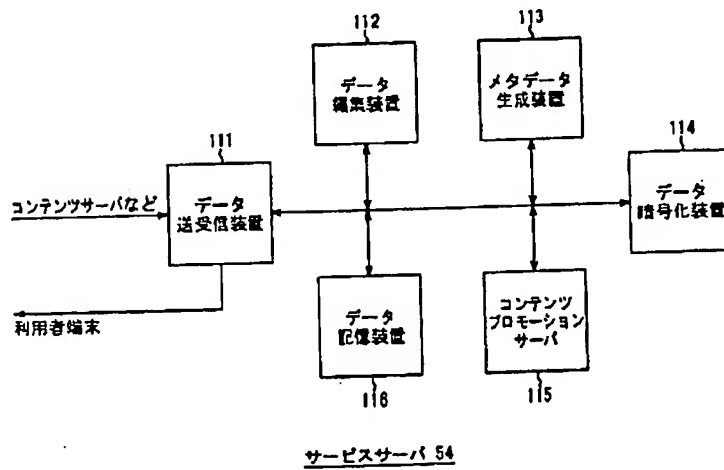 112
データ
編集装置
113
メタデータ
生成装置
111
データ
送受信装置
114
データ
暗号化装置
コンテンツサーバなど
利用者端末
データ
記憶装置
116
コンテンツ
プロモーション
サーバ
115
サービスサーバ 54